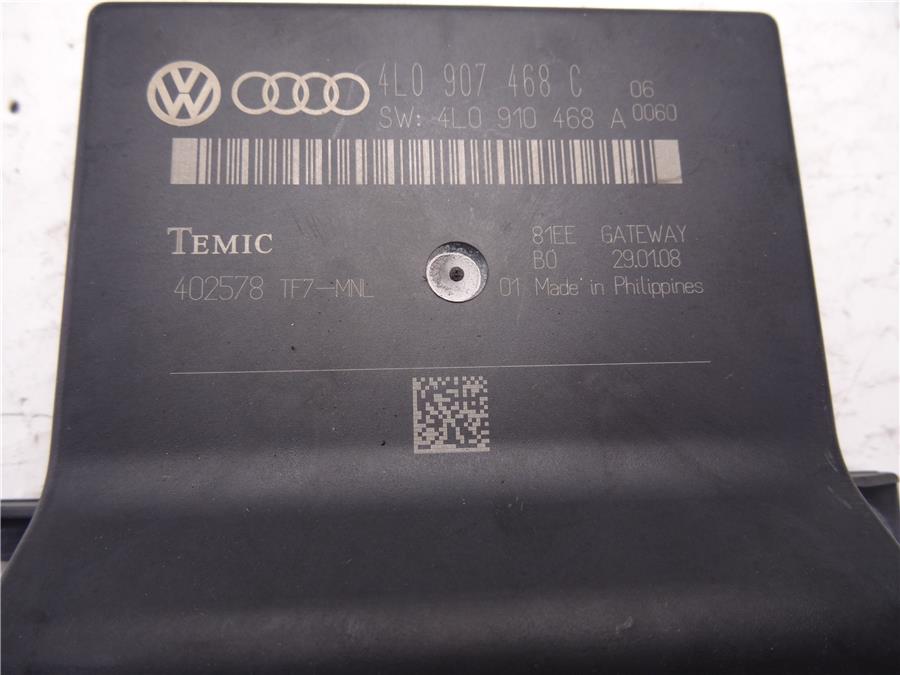 4L0 907 468 C 06
SW: 4L0 910 468 A 0060
TEMIC 81EE GATEWAY
B0 29.01.08
402578 TF7-MNL 01 Made in Philippines